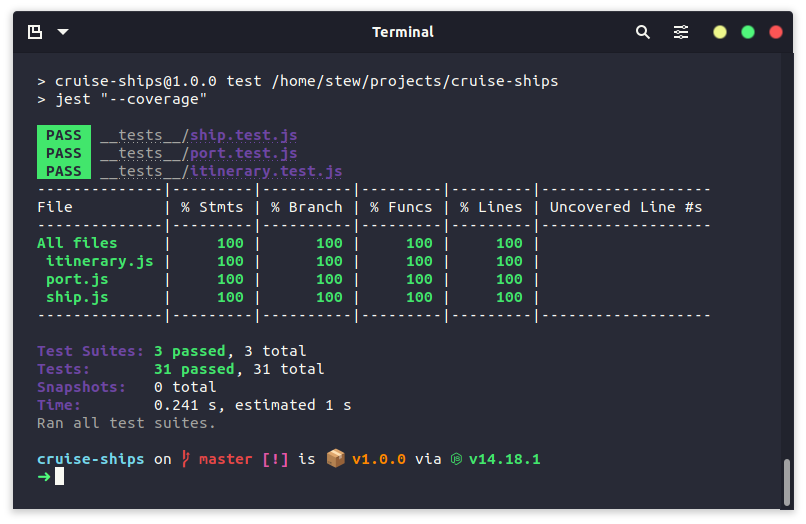 Terminal
> cruise-ships@1.0.0 test /home/stew/projects/cruise-ships
> jest "--coverage"
PASS __tests__/ship.test.js
PASS __tests__/port.test.js
PASS __tests__/itinerary.test.js
--------------|---------|----------|---------|---------|-------------------
File          | % Stmts | % Branch | % Funcs | % Lines | Uncovered Line #s
--------------|---------|----------|---------|---------|-------------------
All files     |     100 |      100 |     100 |     100 |
 itinerary.js |     100 |      100 |     100 |     100 |
 port.js      |     100 |      100 |     100 |     100 |
 ship.js      |     100 |      100 |     100 |     100 |
--------------|---------|----------|---------|---------|-------------------
Test Suites: 3 passed, 3 total
Tests:       31 passed, 31 total
Snapshots:   0 total
Time:        0.241 s, estimated 1 s
Ran all test suites.
cruise-ships on master [!] is 📦 v1.0.0 via v14.18.1
➜